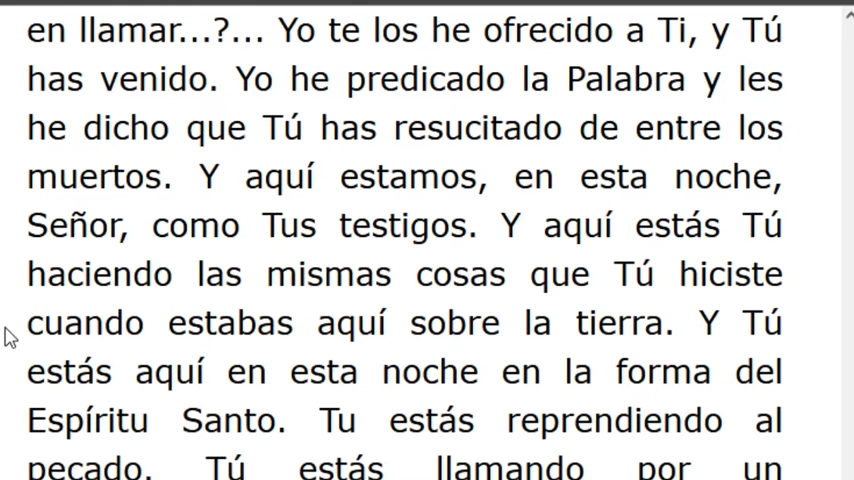 en llamar...?... Yo te los he ofrecido a Ti, y Tú
has venido. Yo he predicado la Palabra y les
he dicho que Tú has resucitado de entre los
muertos. Y aquí estamos, en esta noche,
Señor, como Tus testigos. Y aquí estás Tú
haciendo las mismas cosas que Tú hiciste
cuando estabas aquí sobre la tierra. Y Tú
estás aquí en esta noche en la forma del
Espíritu Santo. Tu estás reprendiendo al
pecado. Tú estás llamando por un